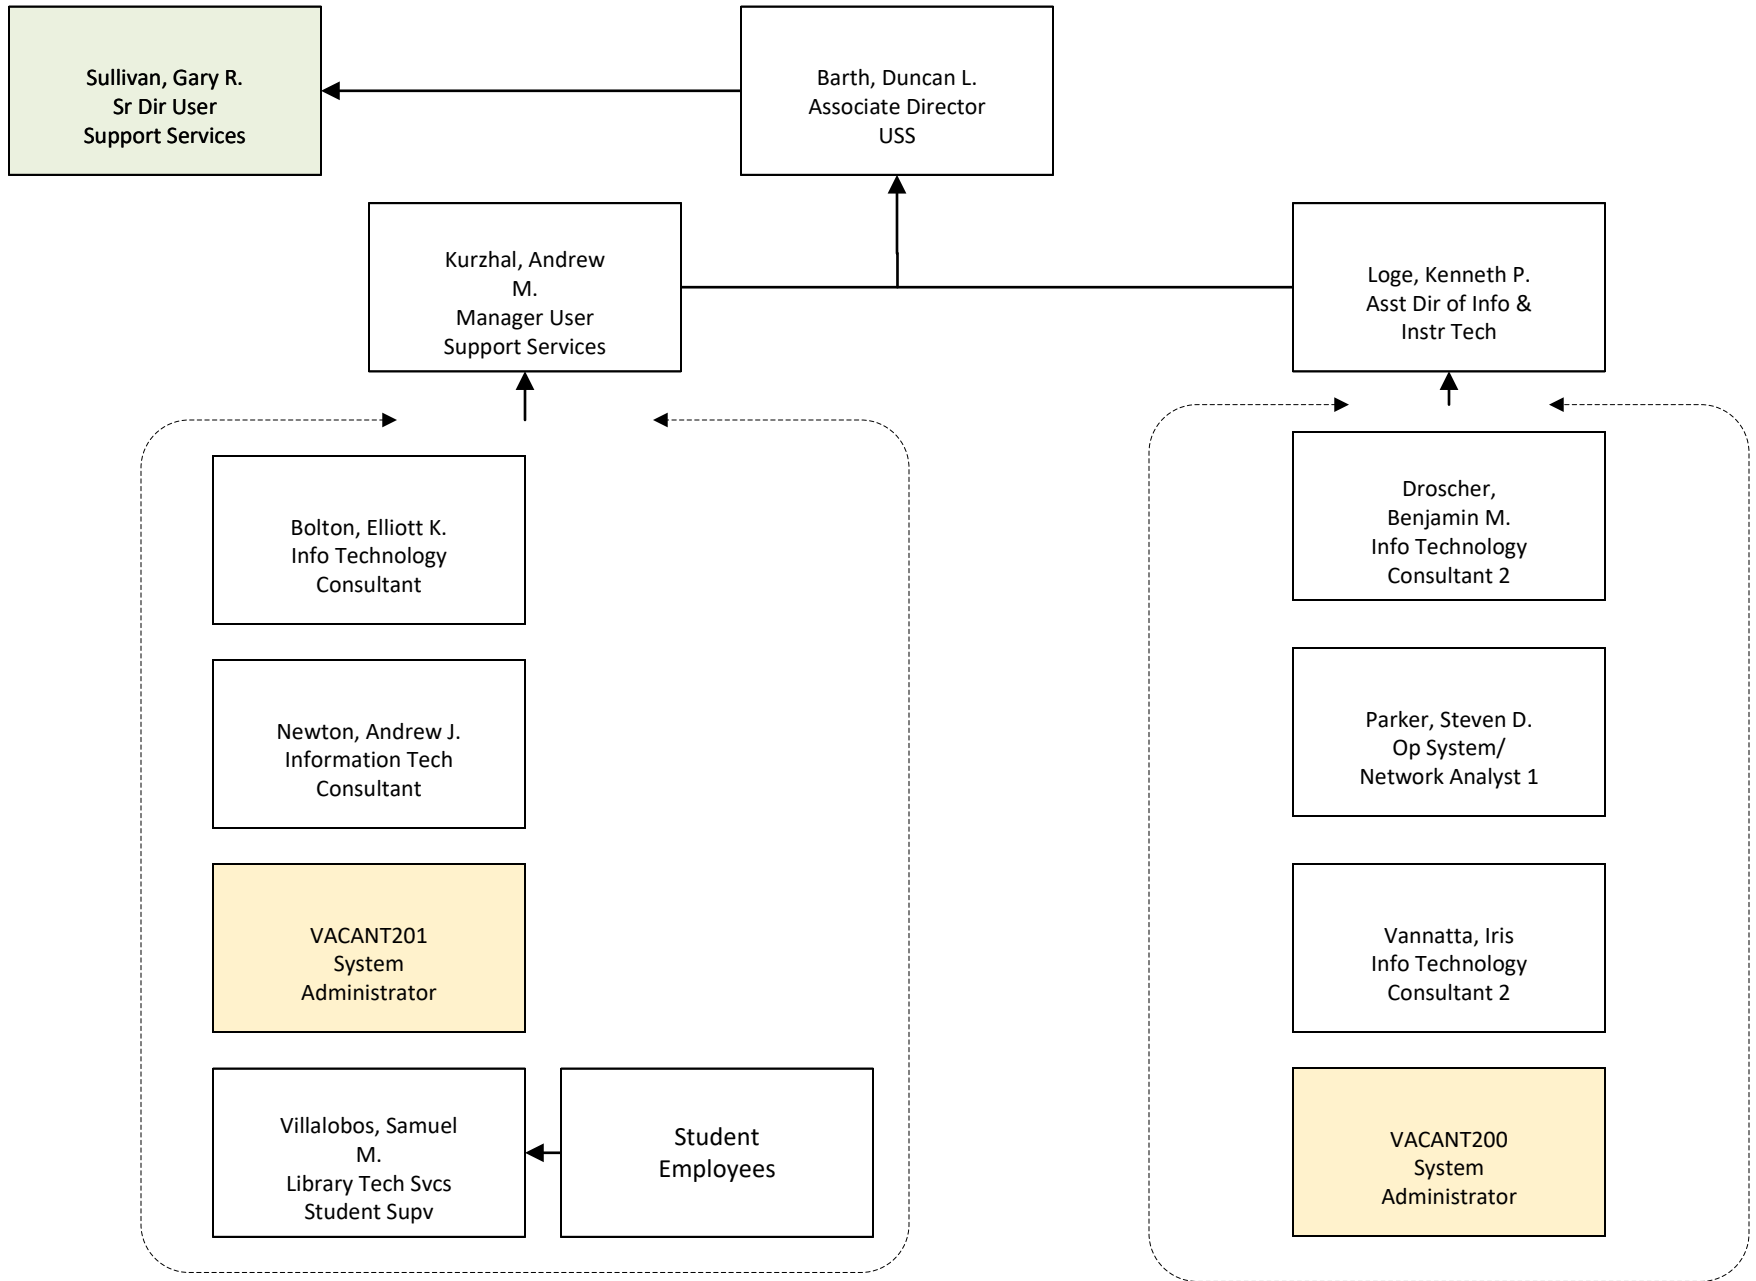 Sullivan, Gary R.
Sr Dir User
Support Services
Barth, Duncan L.
Associate Director
USS
Kurzhal, Andrew
M.
Manager User
Support Services
Loge, Kenneth P.
Asst Dir of Info &
Instr Tech
Bolton, Elliott K.
Info Technology
Consultant
Newton, Andrew J.
Information Tech
Consultant
VACANT201
System
Administrator
Villalobos, Samuel
M.
Library Tech Svcs
Student Supv
Student
Employees
Droscher,
Benjamin M.
Info Technology
Consultant 2
Parker, Steven D.
Op System/
Network Analyst 1
Vannatta, Iris
Info Technology
Consultant 2
VACANT200
System
Administrator